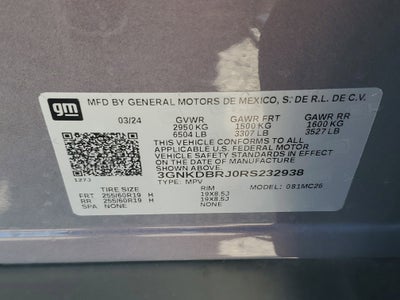 gm
MFD BY GENERAL MOTORS DE MEXICO, S. DE R.L. DE C.V.
03/24 GVWR GAWR FRT GAWR RR
2950 KG 1500 KG 1600 KG
6504 LB 3307 LB 3527 LB
THIS VEHICLE CONFORMS TO ALL
APPLICABLE U.S. FEDERAL MOTOR
VEHICLE SAFETY STANDARDS IN EFFECT
ON THE DATE OF MANUFACTURE
SHOWN ABOVE.
3GNKDBRJ0RS232938
TYPE: MPV MODEL: 0B1MC26
127J
TIRE SIZE RIM
FRT 255/60R19 H 19X8.5J
RR 255/60R19 H 19X8.5J
SPA NONE NONE